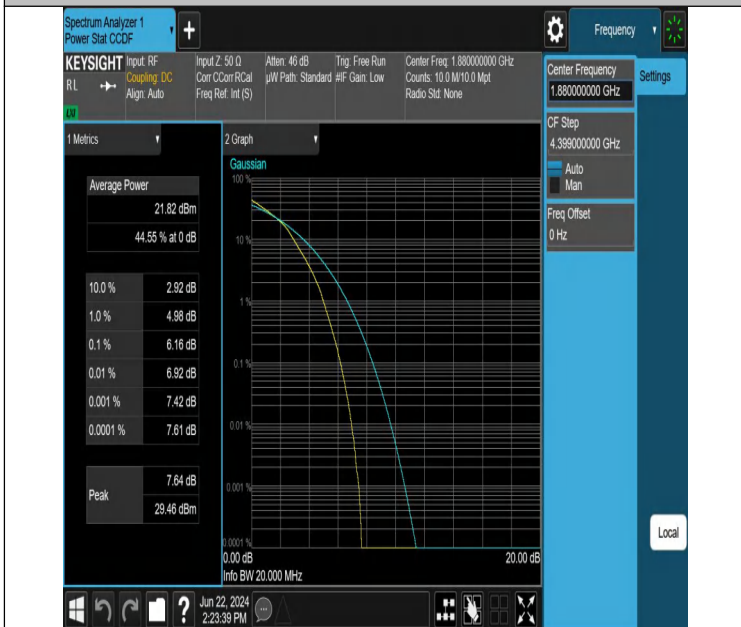 Spectrum Analyzer 1
Power Stat CCDF
+
Frequency
KEYSIGHT
RL
Input: RF
Coupling: DC
Align: Auto
Input Z: 50 Ω
Corr CCorr RCal
Freq Ref: Int (S)
Atten: 46 dB
µW Path: Standard
Trig: Free Run
#IF Gain: Low
Center Freq: 1.880000000 GHz
Counts: 10.0 M/10.0 Mpt
Radio Std: None
Center Frequency
1.880000000 GHz
Settings
CF Step
4.399000000 GHz
Auto
Man
Freq Offset
0 Hz
1 Metrics
Average Power
21.82 dBm
44.55 % at 0 dB
10.0 % 2.92 dB
1.0 % 4.98 dB
0.1 % 6.16 dB
0.01 % 6.92 dB
0.001 % 7.42 dB
0.0001 % 7.61 dB
Peak
7.64 dB
29.46 dBm
2 Graph
Gaussian
100 %
10 %
1 %
0.1 %
0.01 %
0.001 %
0.0001 %
0.00 dB 20.00 dB
Info BW 20.000 MHz
Local
?
Jun 22, 2024
2:23:39 PM